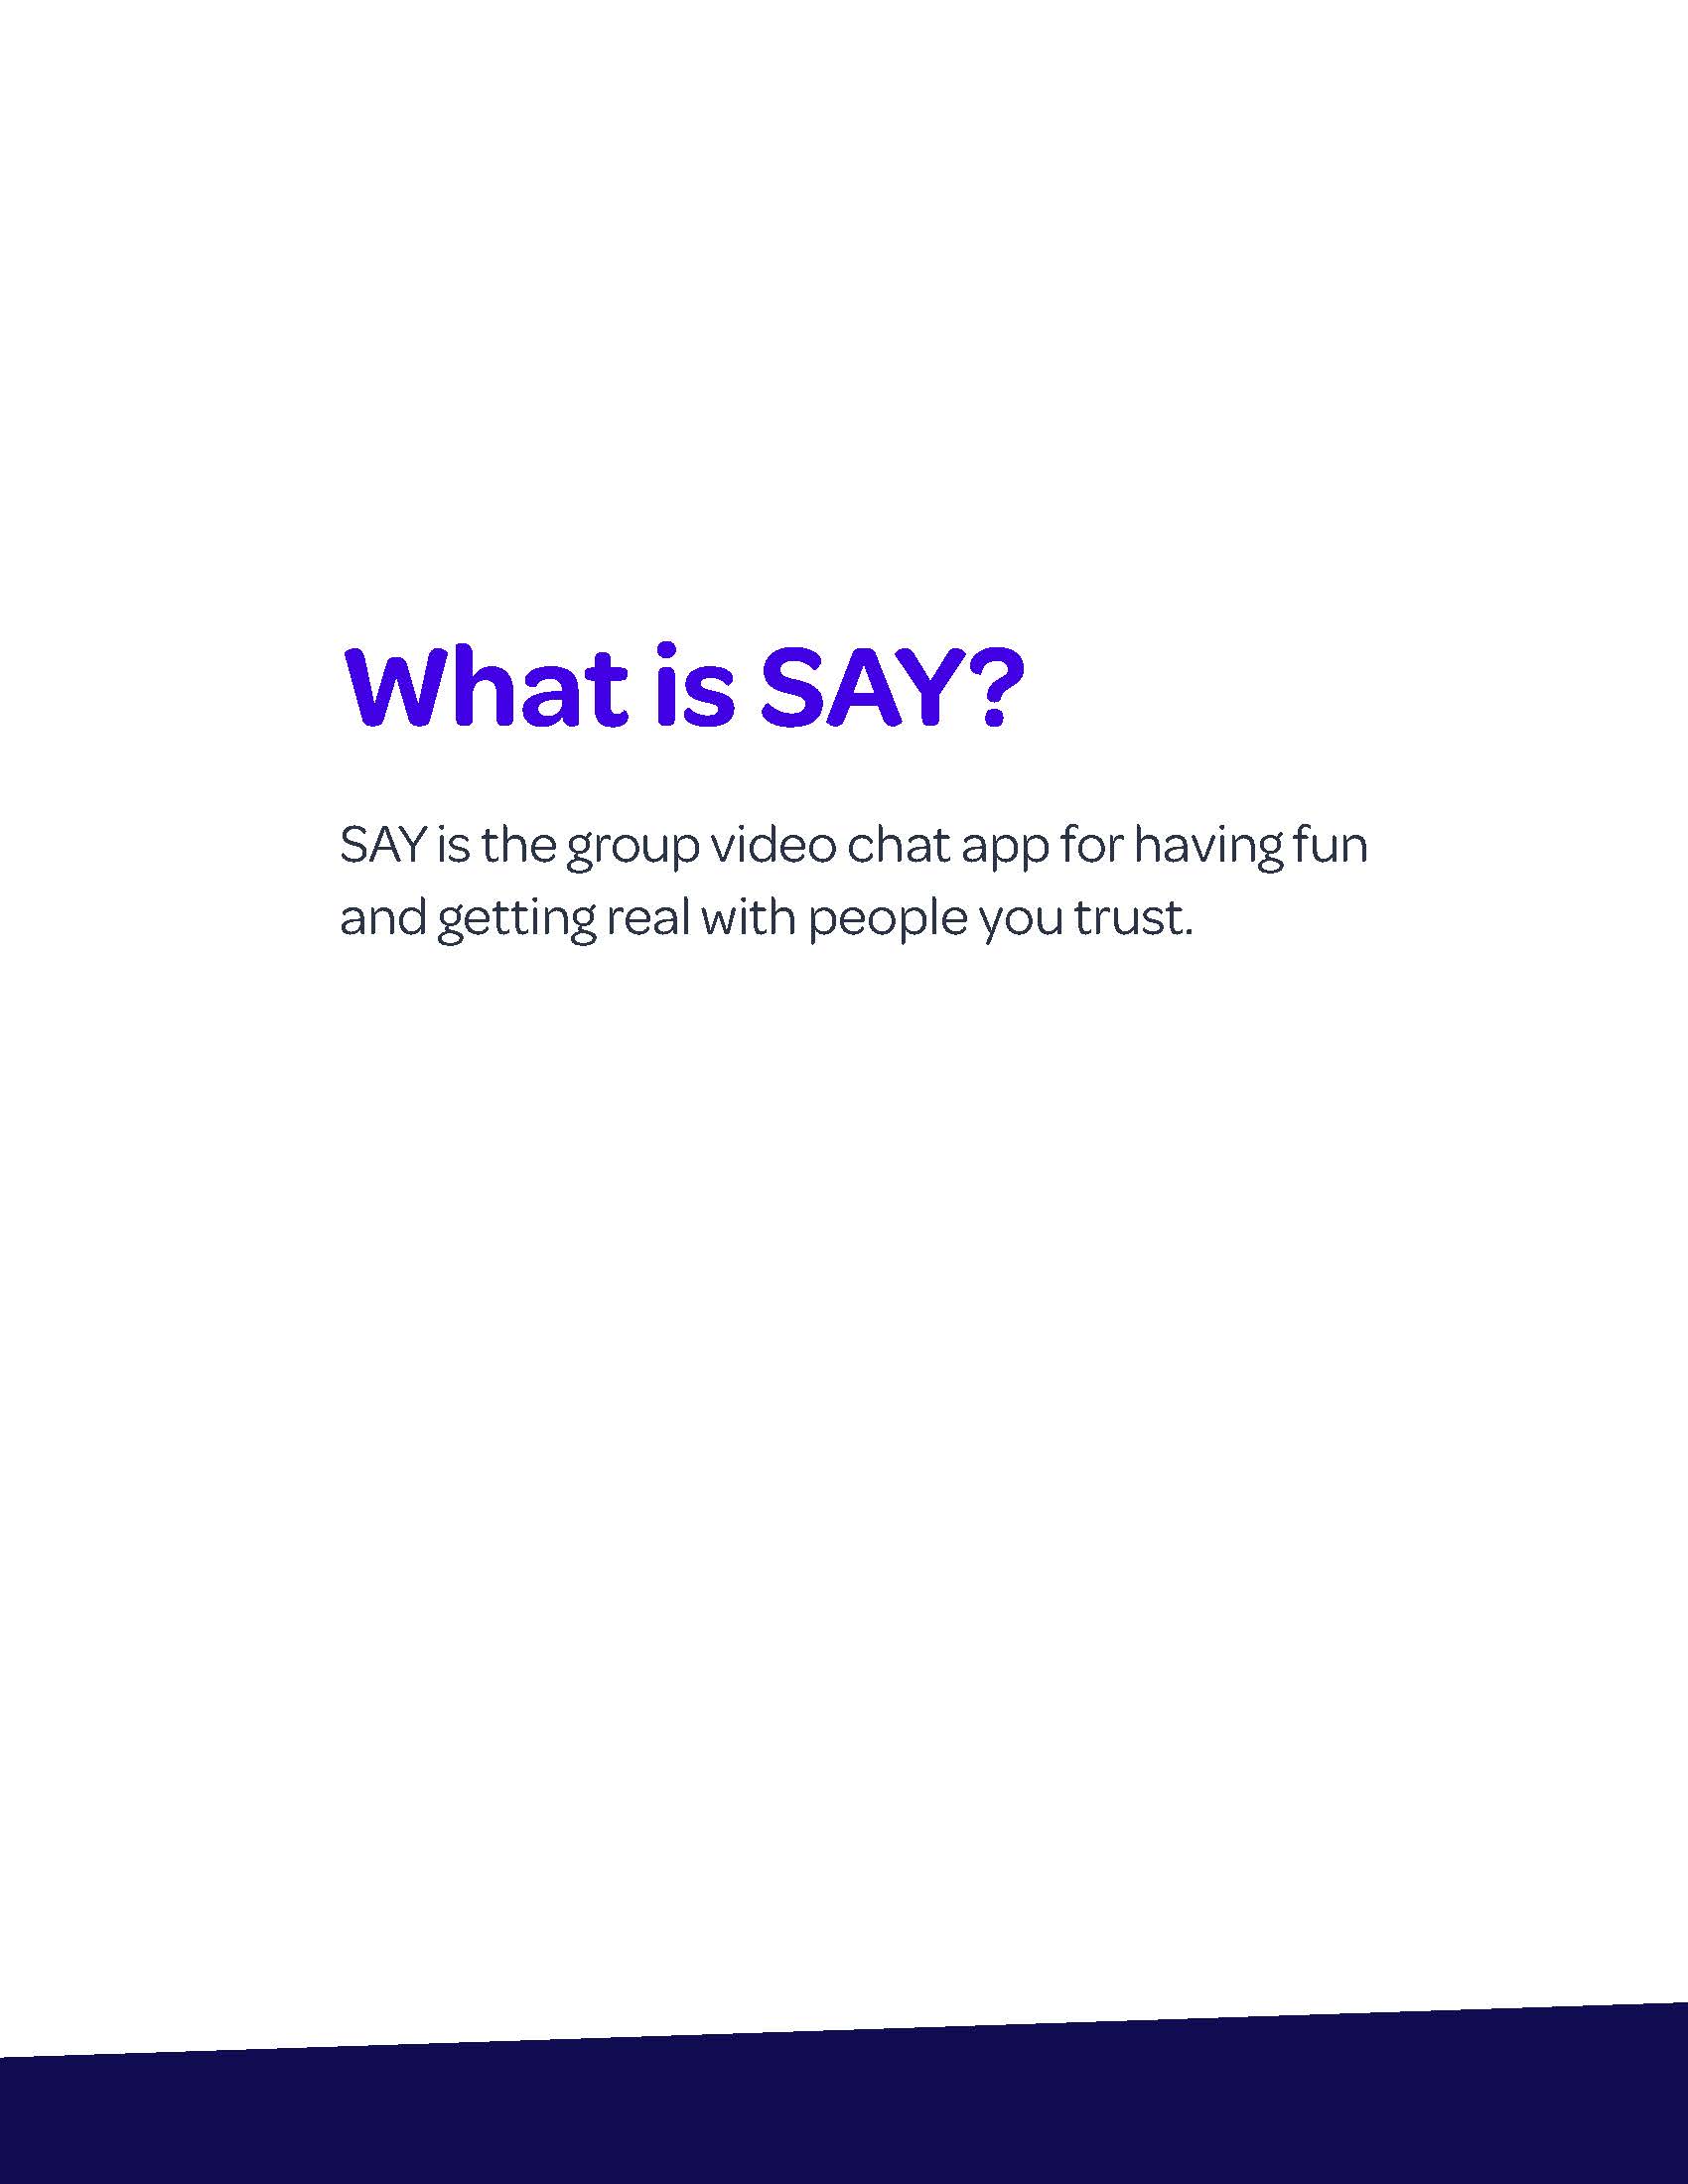 What is SAY?
SAY is the group video chat app for having fun
and getting real with people you trust.